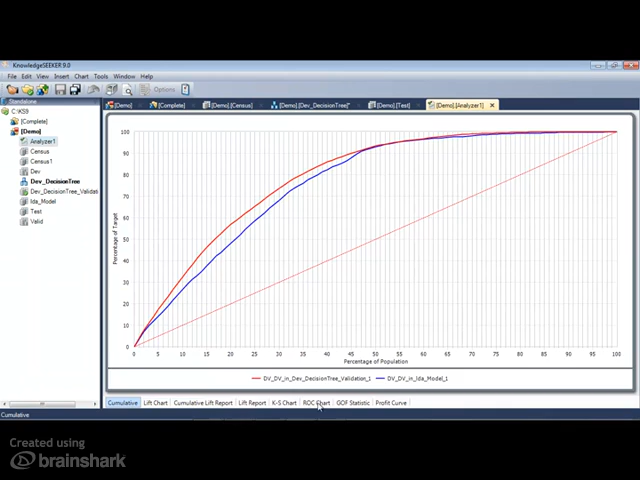 KnowledgeSEEKER 9.0
File Edit View Insert Chart Tools Window Help
Options
Standalone
[Demo] [Complete] [Demo].[Census] [Demo].[Dev_DecisionTree]* [Demo].[Test] [Demo].[Analyzer1]
C:\KS9
[Complete]
[Demo]
Analyzer1
Census
Census1
Dev
Dev_DecisionTree
Dev_DecisionTree_Validat
lda_Model
Test
Valid
Percentage of Target
100
90
80
70
60
50
40
30
20
10
0
0 5 10 15 20 25 30 35 40 45 50 55 60 65 70 75 80 85 90 95 100
Percentage of Population
DV_DV_in_Dev_DecisionTree_Validation_1 DV_DV_in_lda_Model_1
Cumulative Lift Chart Cumulative Lift Report Lift Report K-S Chart ROC Chart GOF Statistic Profit Curve
Cumulative
Created using
brainshark